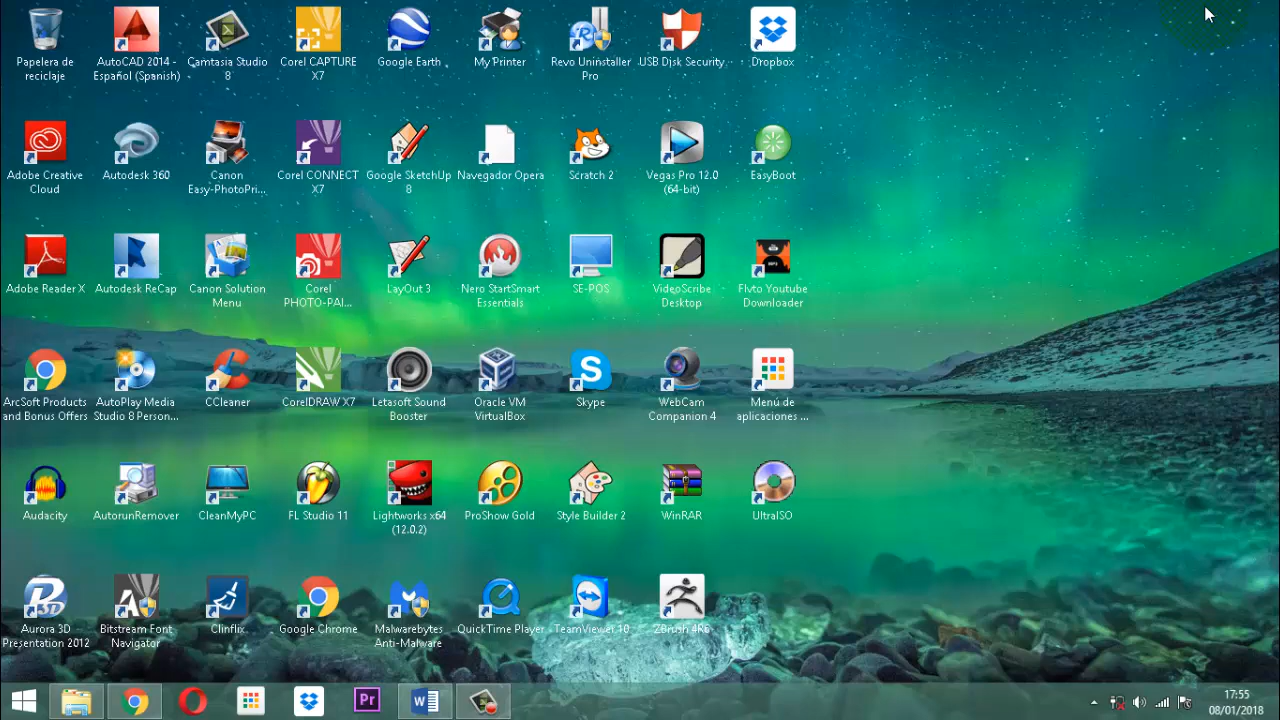 Papelera de
reciclaje
AutoCAD 2014 -
Español (Spanish)
Camtasia Studio
8
Corel CAPTURE
X7
Google Earth
My Printer
Revo Uninstaller
Pro
USB Disk Security
Dropbox
Adobe Creative
Cloud
Autodesk 360
Canon
Easy-PhotoPri...
Corel CONNECT
X7
Google SketchUp
8
Navegador Opera
Scratch 2
Vegas Pro 12.0
(64-bit)
EasyBoot
Adobe Reader X
Autodesk ReCap
Canon Solution
Menu
Corel
PHOTO-PAI...
LayOut 3
Nero StartSmart
Essentials
SE-POS
VideoScribe
Desktop
Flvto Youtube
Downloader
ArcSoft Products
and Bonus Offers
AutoPlay Media
Studio 8 Person...
CCleaner
CorelDRAW X7
Letasoft Sound
Booster
Oracle VM
VirtualBox
Skype
WebCam
Companion 4
Menú de
aplicaciones ...
Audacity
AutorunRemover
CleanMyPC
FL Studio 11
Lightworks x64
(12.0.2)
ProShow Gold
Style Builder 2
WinRAR
UltraISO
Aurora 3D
Presentation 2012
Bitstream Font
Navigator
Clinflix
Google Chrome
Malwarebytes
Anti-Malware
QuickTime Player
TeamViewer 10
ZBrush 4R6
Pr
17:55
08/01/2018